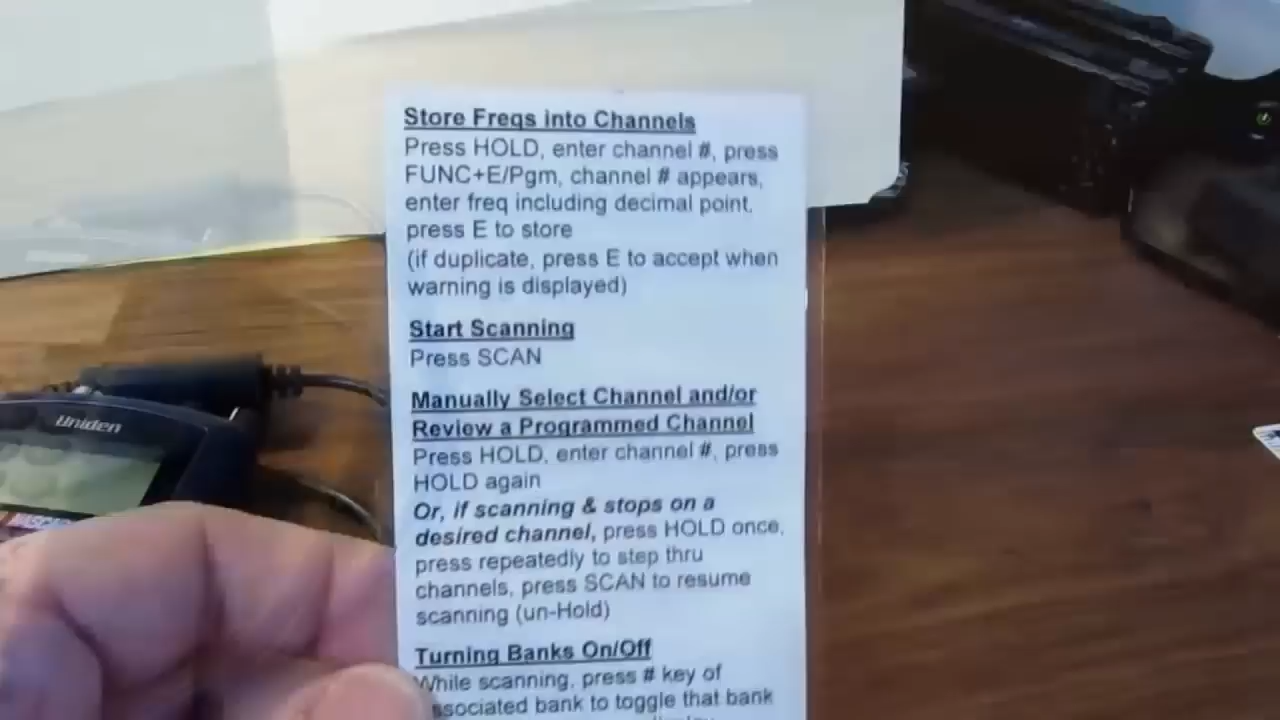 Store Freqs into Channels
Press HOLD, enter channel #, press
FUNC+E/Pgm, channel # appears,
enter freq including decimal point,
press E to store
(if duplicate, press E to accept when
warning is displayed)
Start Scanning
Press SCAN
Manually Select Channel and/or
Review a Programmed Channel
Press HOLD, enter channel #, press
HOLD again
Or, if scanning & stops on a
desired channel, press HOLD once,
press repeatedly to step thru
channels, press SCAN to resume
scanning (un-Hold)
Turning Banks On/Off
While scanning, press # key of
ssociated bank to toggle that bank
Uniden